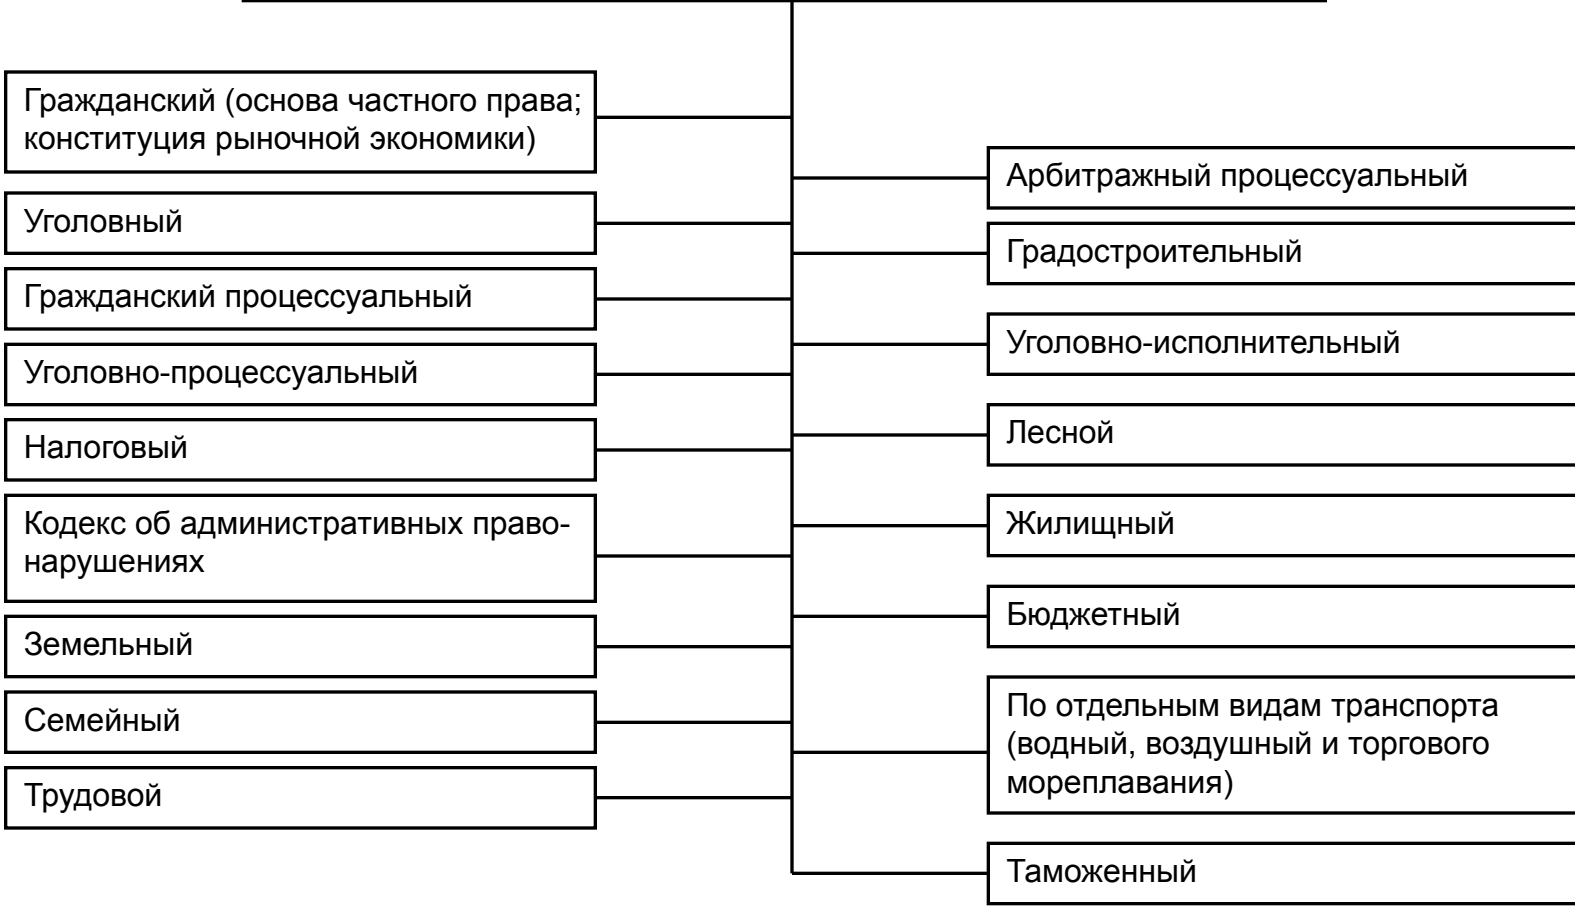 Гражданский (основа частного права;
конституция рыночной экономики)
Уголовный
Гражданский процессуальный
Уголовно-процессуальный
Налоговый
Кодекс об административных право-
нарушениях
Земельный
Семейный
Трудовой
Арбитражный процессуальный
Градостроительный
Уголовно-исполнительный
Лесной
Жилищный
Бюджетный
По отдельным видам транспорта
(водный, воздушный и торгового
мореплавания)
Таможенный